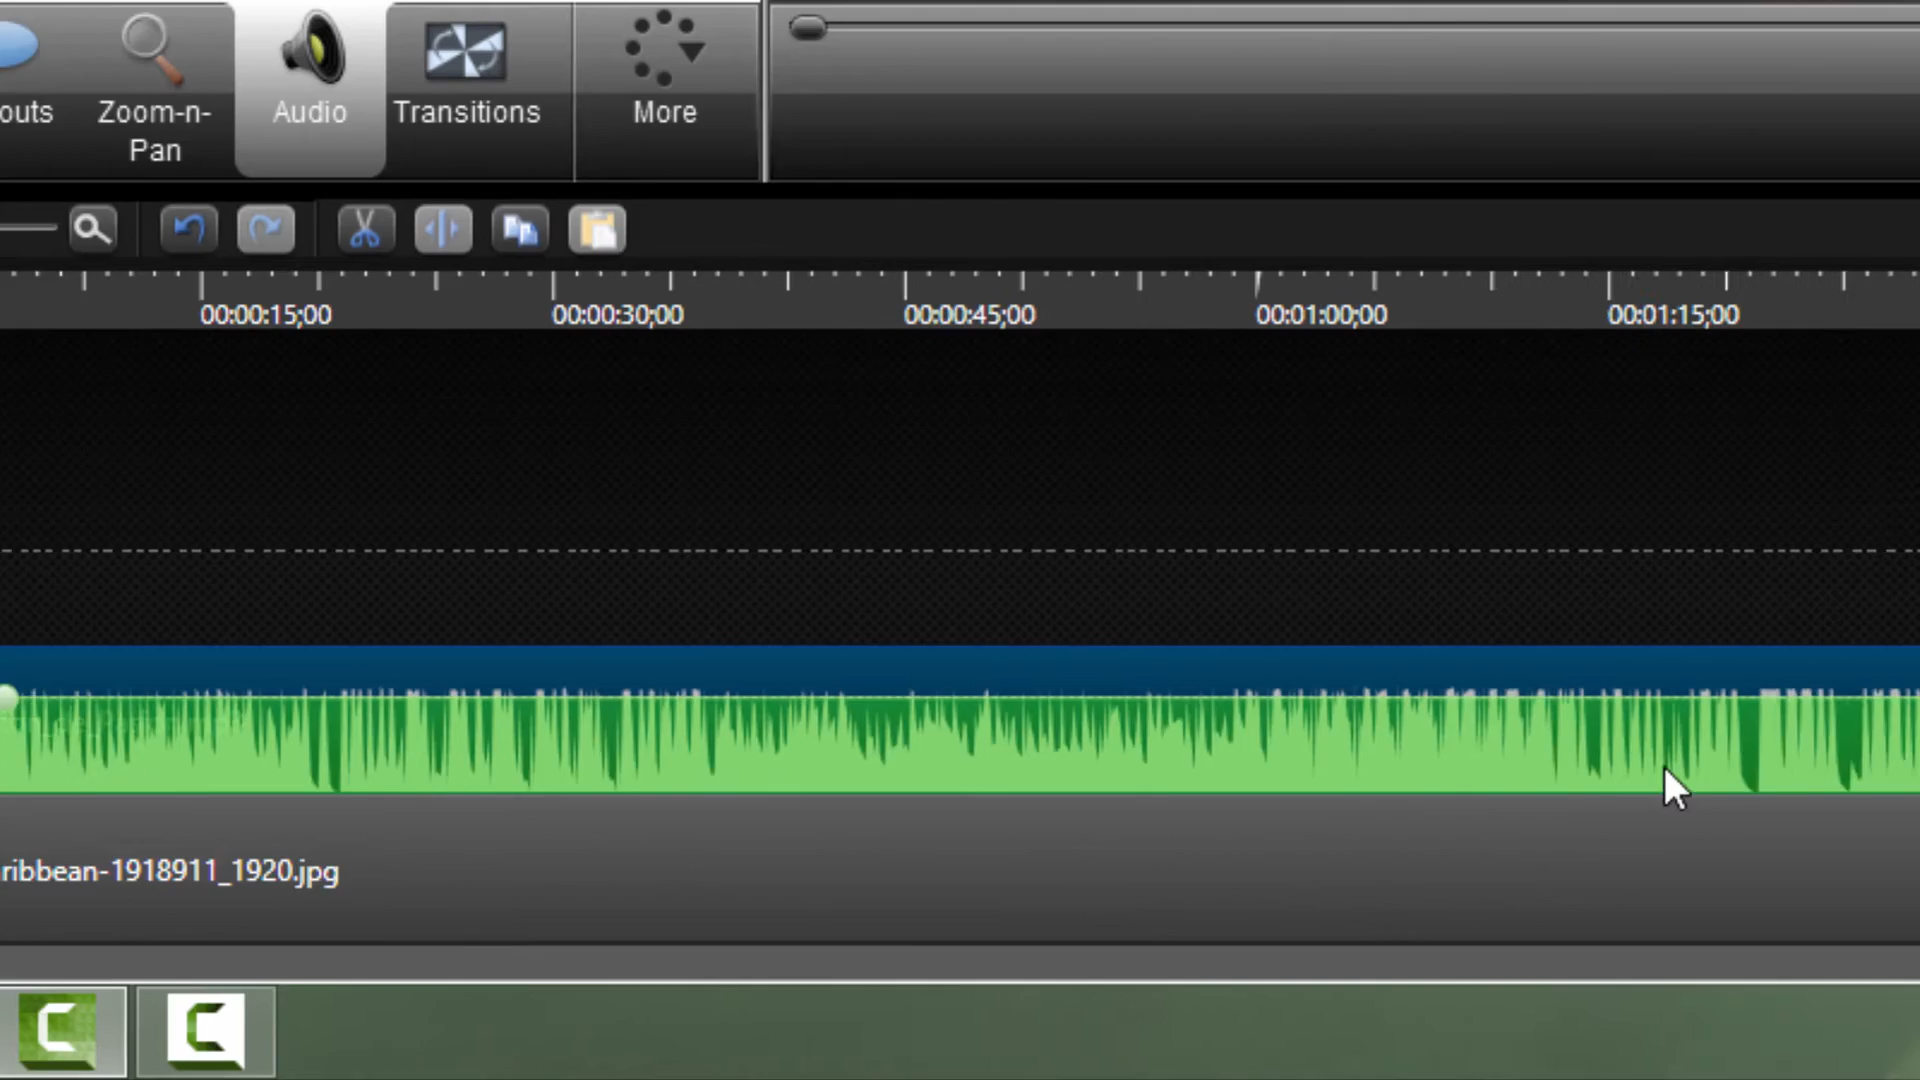 outs
Zoom-n-
Pan
Audio
Transitions
More
00:00:15;00
00:00:30;00
00:00:45;00
00:01:00;00
00:01:15;00
ribbean-1918911_1920.jpg